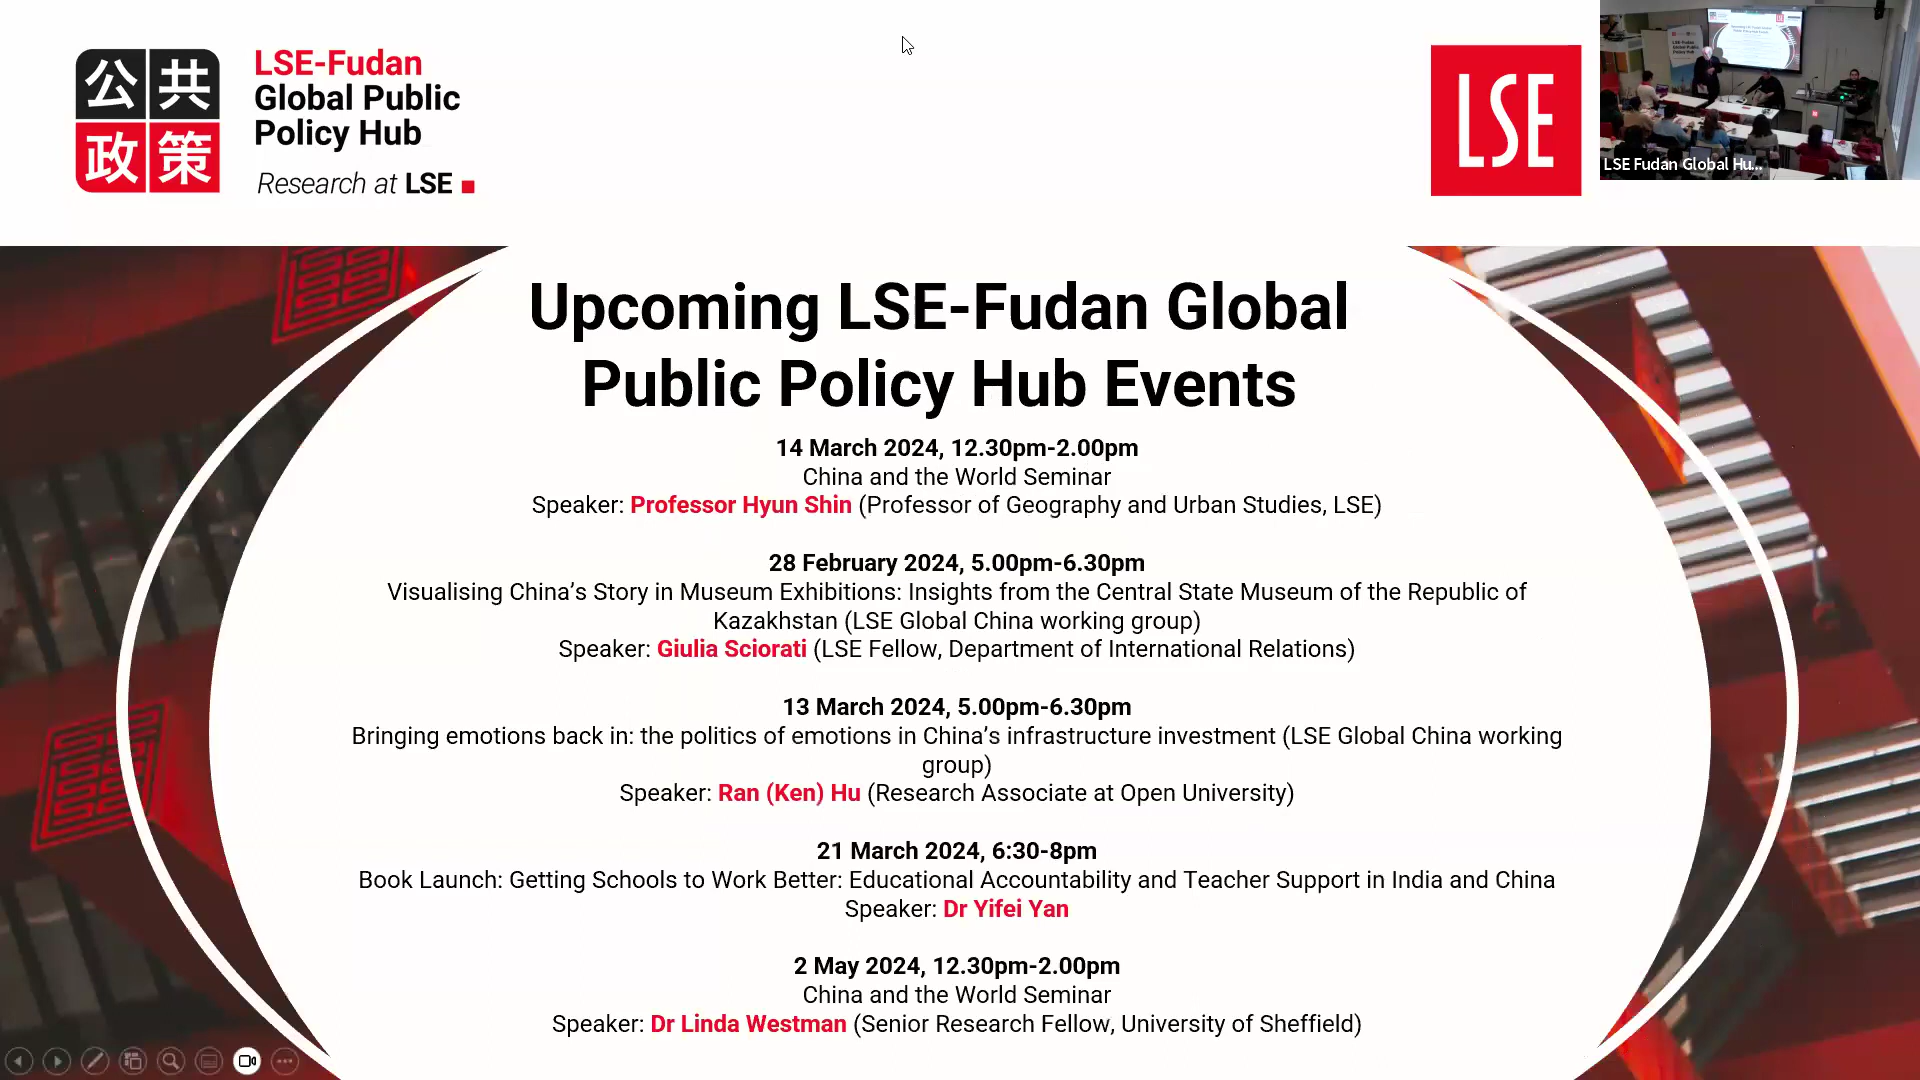 公共
政策
LSE-Fudan
Global Public
Policy Hub
Research at LSE
LSE
LSE Fudan Global Hu...
Upcoming LSE-Fudan Global
Public Policy Hub Events
14 March 2024, 12.30pm-2.00pm
China and the World Seminar
Speaker: Professor Hyun Shin (Professor of Geography and Urban Studies, LSE)
28 February 2024, 5.00pm-6.30pm
Visualising China’s Story in Museum Exhibitions: Insights from the Central State Museum of the Republic of
Kazakhstan (LSE Global China working group)
Speaker: Giulia Sciorati (LSE Fellow, Department of International Relations)
13 March 2024, 5.00pm-6.30pm
Bringing emotions back in: the politics of emotions in China’s infrastructure investment (LSE Global China working
group)
Speaker: Ran (Ken) Hu (Research Associate at Open University)
21 March 2024, 6:30-8pm
Book Launch: Getting Schools to Work Better: Educational Accountability and Teacher Support in India and China
Speaker: Dr Yifei Yan
2 May 2024, 12.30pm-2.00pm
China and the World Seminar
Speaker: Dr Linda Westman (Senior Research Fellow, University of Sheffield)